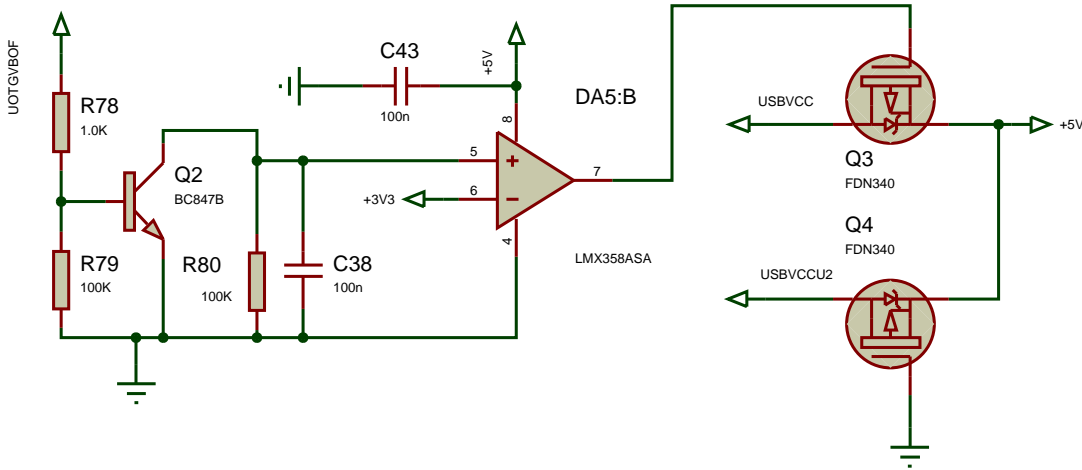 UOTGVBOF
R78
1.0K
Q2
BC847B
R79
100K
R80
100K
C38
100n
C43
100n
+5V
+3V3
5
6
8
4
7
DA5:B
LMX358ASA
USBVCC
Q3
FDN340
+5V
Q4
FDN340
USBVCCU2